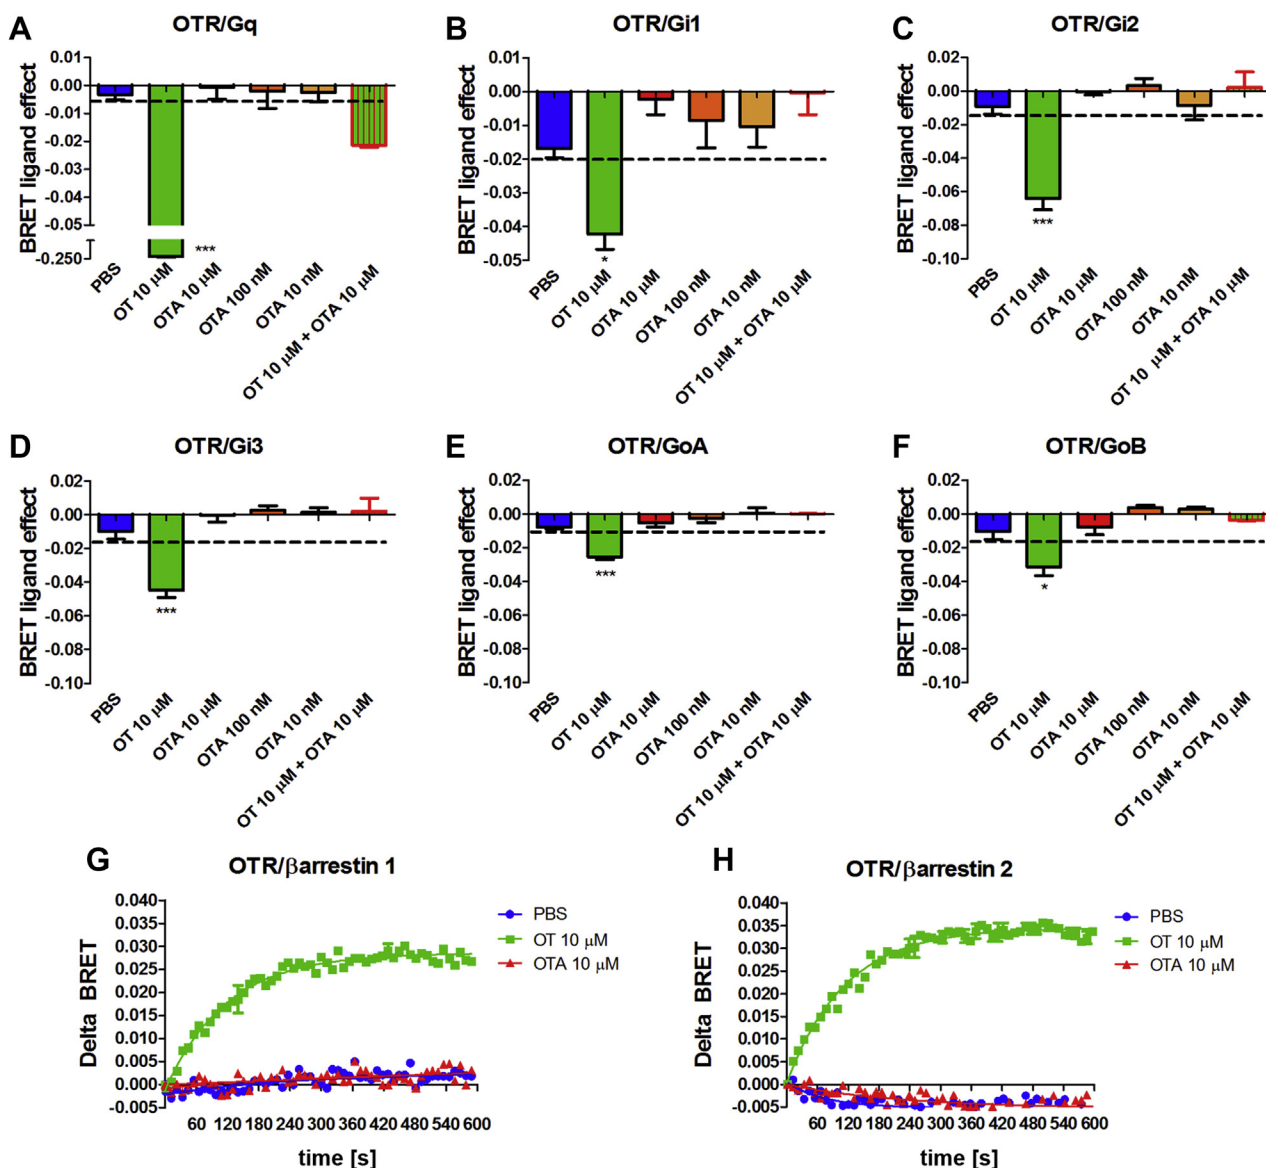 A
OTR/Gq
BRET ligand effect
0.01
0.00
-0.01
-0.02
-0.03
-0.04
-0.05
-0.250
***
PBS
OT 10 µM
OTA 10 µM
OTA 100 nM
OTA 10 nM
OT 10 µM + OTA 10 µM
B
OTR/Gi1
BRET ligand effect
0.01
0.00
-0.01
-0.02
-0.03
-0.04
-0.05
*
PBS
OT 10 µM
OTA 10 µM
OTA 100 nM
OTA 10 nM
OT 10 µM + OTA 10 µM
C
OTR/Gi2
BRET ligand effect
0.02
0.00
-0.02
-0.04
-0.06
-0.08
-0.10
***
PBS
OT 10 µM
OTA 10 µM
OTA 100 nM
OTA 10 nM
OT 10 µM + OTA 10 µM
D
OTR/Gi3
BRET ligand effect
0.02
0.00
-0.02
-0.04
-0.06
-0.08
-0.10
***
PBS
OT 10 µM
OTA 10 µM
OTA 100 nM
OTA 10 nM
OT 10 µM + OTA 10 µM
E
OTR/GoA
BRET ligand effect
0.02
0.00
-0.02
-0.04
-0.06
-0.08
-0.10
***
PBS
OT 10 µM
OTA 10 µM
OTA 100 nM
OTA 10 nM
OT 10 µM + OTA 10 µM
F
OTR/GoB
BRET ligand effect
0.02
0.00
-0.02
-0.04
-0.06
-0.08
-0.10
*
PBS
OT 10 µM
OTA 10 µM
OTA 100 nM
OTA 10 nM
OT 10 µM + OTA 10 µM
G
OTR/βarrestin 1
Delta BRET
0.040
0.035
0.030
0.025
0.020
0.015
0.010
0.005
0.000
-0.005
60 120 180 240 300 360 420 480 540 600
time [s]
PBS
OT 10 µM
OTA 10 µM
H
OTR/βarrestin 2
Delta BRET
0.040
0.035
0.030
0.025
0.020
0.015
0.010
0.005
0.000
-0.005
60 120 180 240 300 360 420 480 540 600
time [s]
PBS
OT 10 µM
OTA 10 µM